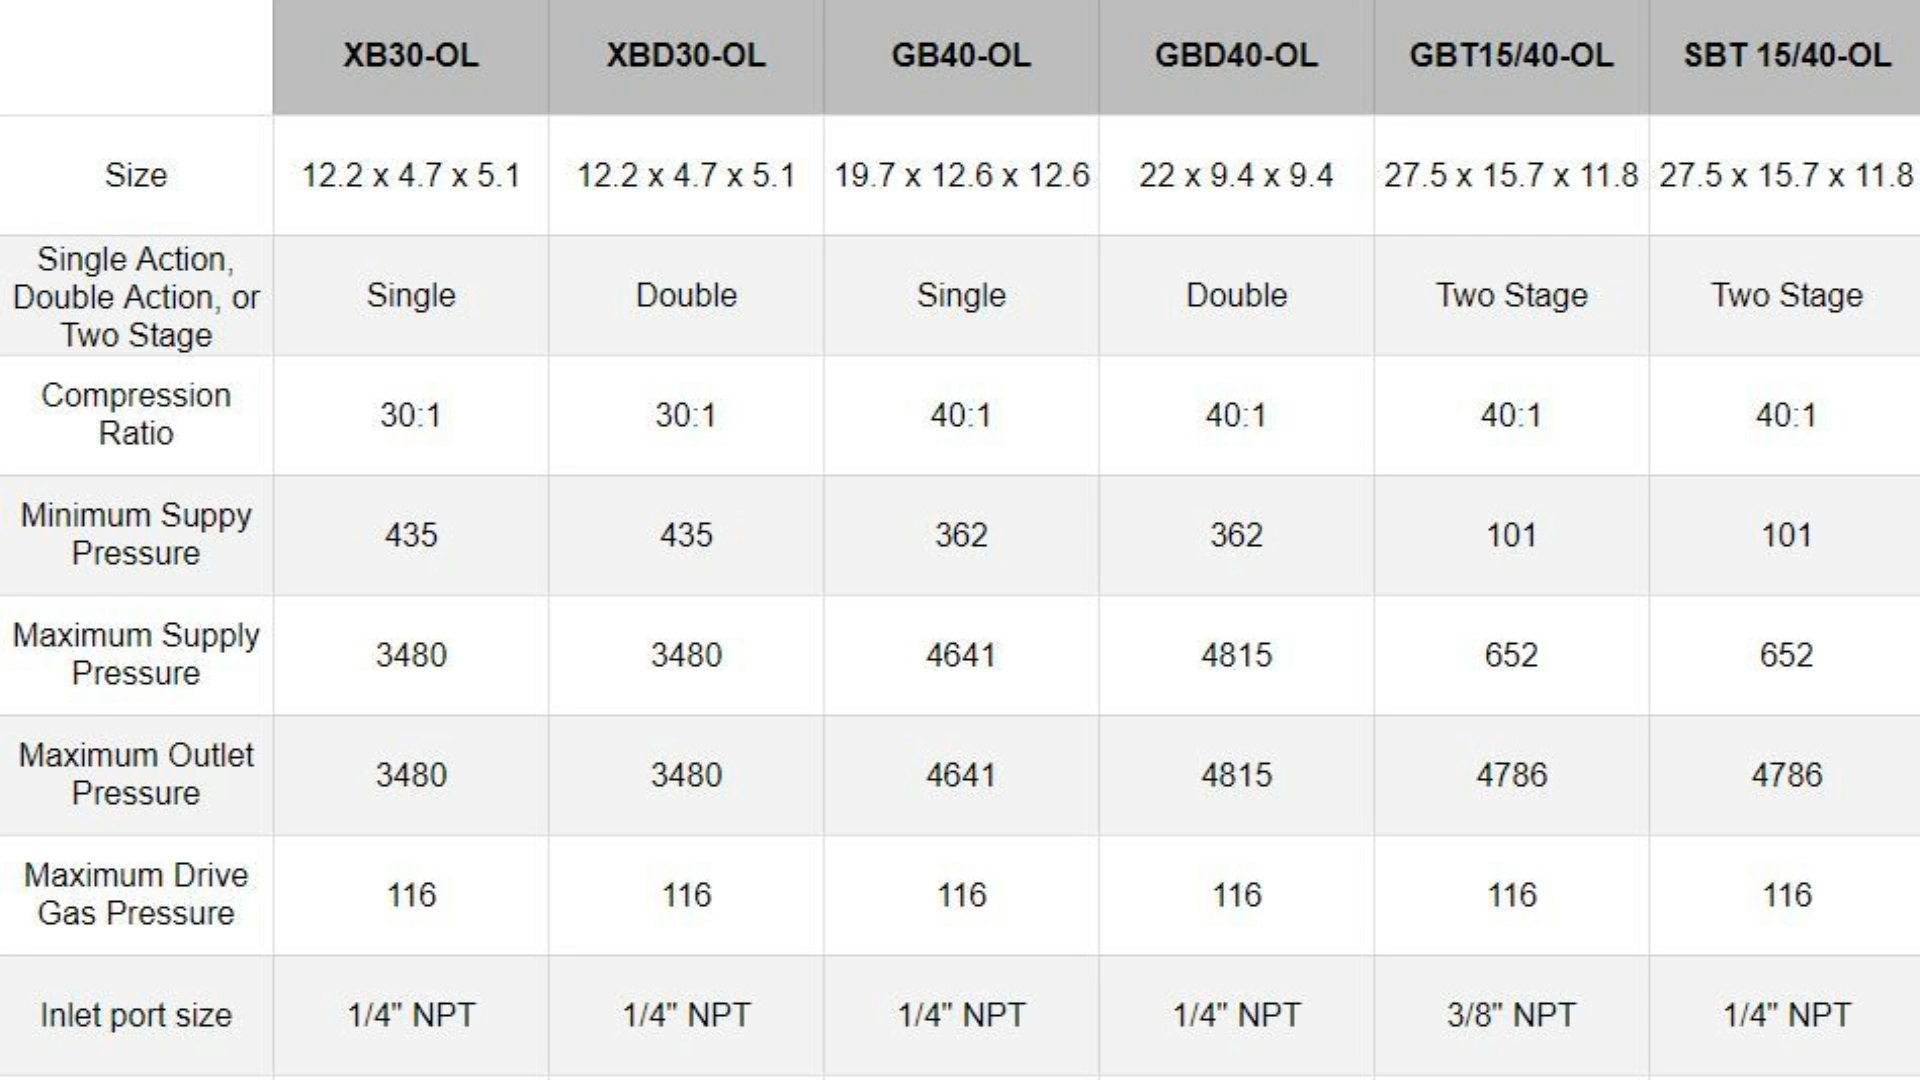 XB30-OL XBD30-OL GB40-OL GBD40-OL GBT15/40-OL SBT 15/40-OL
Size 12.2 x 4.7 x 5.1 12.2 x 4.7 x 5.1 19.7 x 12.6 x 12.6 22 x 9.4 x 9.4 27.5 x 15.7 x 11.8 27.5 x 15.7 x 11.8
Single Action,
Double Action, or
Two Stage
Single Double Single Double Two Stage Two Stage
Compression
Ratio
30:1 30:1 40:1 40:1 40:1 40:1
Minimum Suppy
Pressure
435 435 362 362 101 101
Maximum Supply
Pressure
3480 3480 4641 4815 652 652
Maximum Outlet
Pressure
3480 3480 4641 4815 4786 4786
Maximum Drive
Gas Pressure
116 116 116 116 116 116
Inlet port size 1/4" NPT 1/4" NPT 1/4" NPT 1/4" NPT 3/8" NPT 1/4" NPT